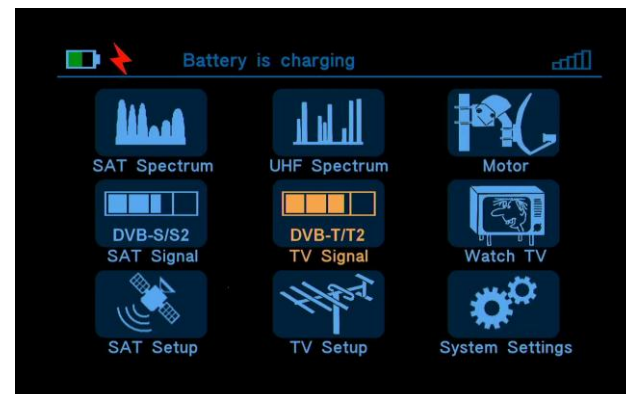 Battery is charging
SAT Spectrum
UHF Spectrum
Motor
DVB-S/S2
SAT Signal
DVB-T/T2
TV Signal
Watch TV
SAT Setup
TV Setup
System Settings